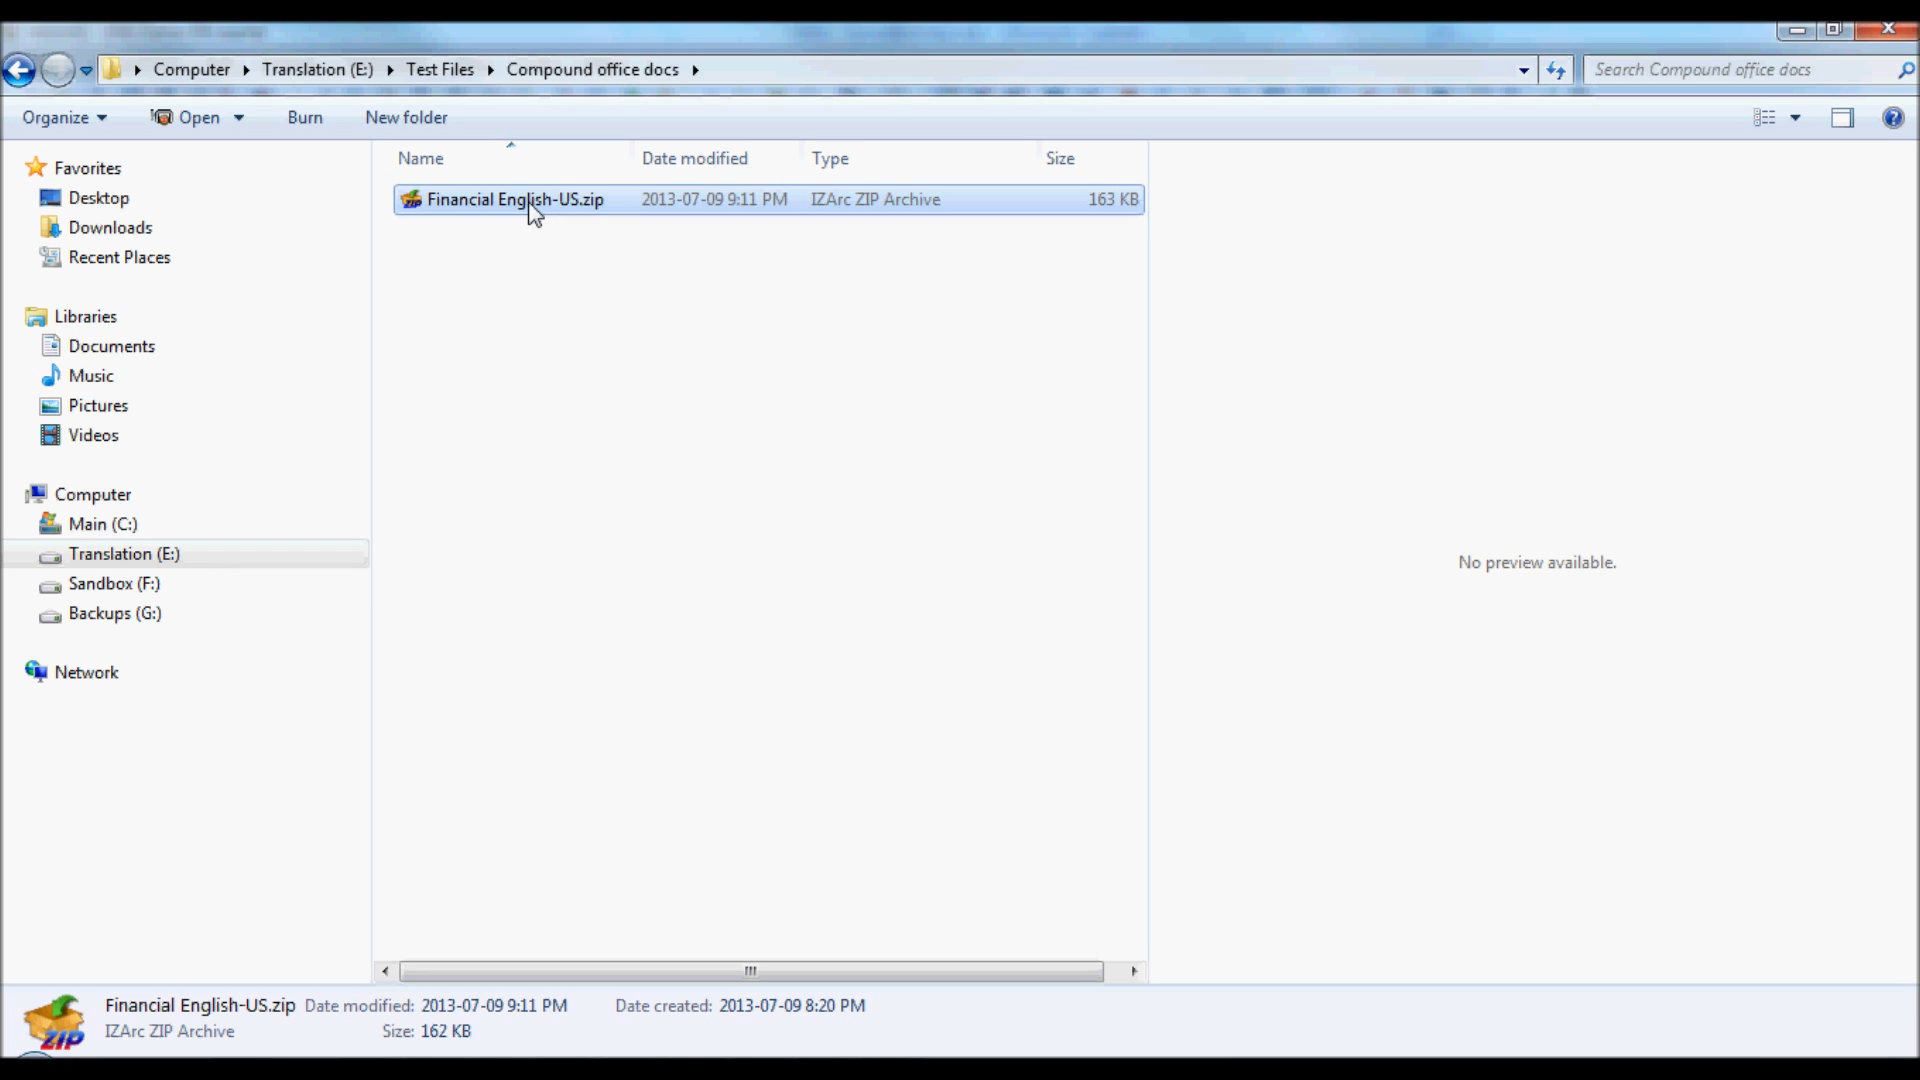 Computer Translation (E:) Test Files Compound office docs
Search Compound office docs
Organize Open Burn New folder
Favorites
Desktop
Downloads
Recent Places
Libraries
Documents
Music
Pictures
Videos
Computer
Main (C:)
Translation (E:)
Sandbox (F:)
Backups (G:)
Network
Name Date modified Type Size
Financial English-US.zip 2013-07-09 9:11 PM IZArc ZIP Archive 163 KB
No preview available.
ZIP
Financial English-US.zip Date modified: 2013-07-09 9:11 PM Date created: 2013-07-09 8:20 PM
IZArc ZIP Archive Size: 162 KB